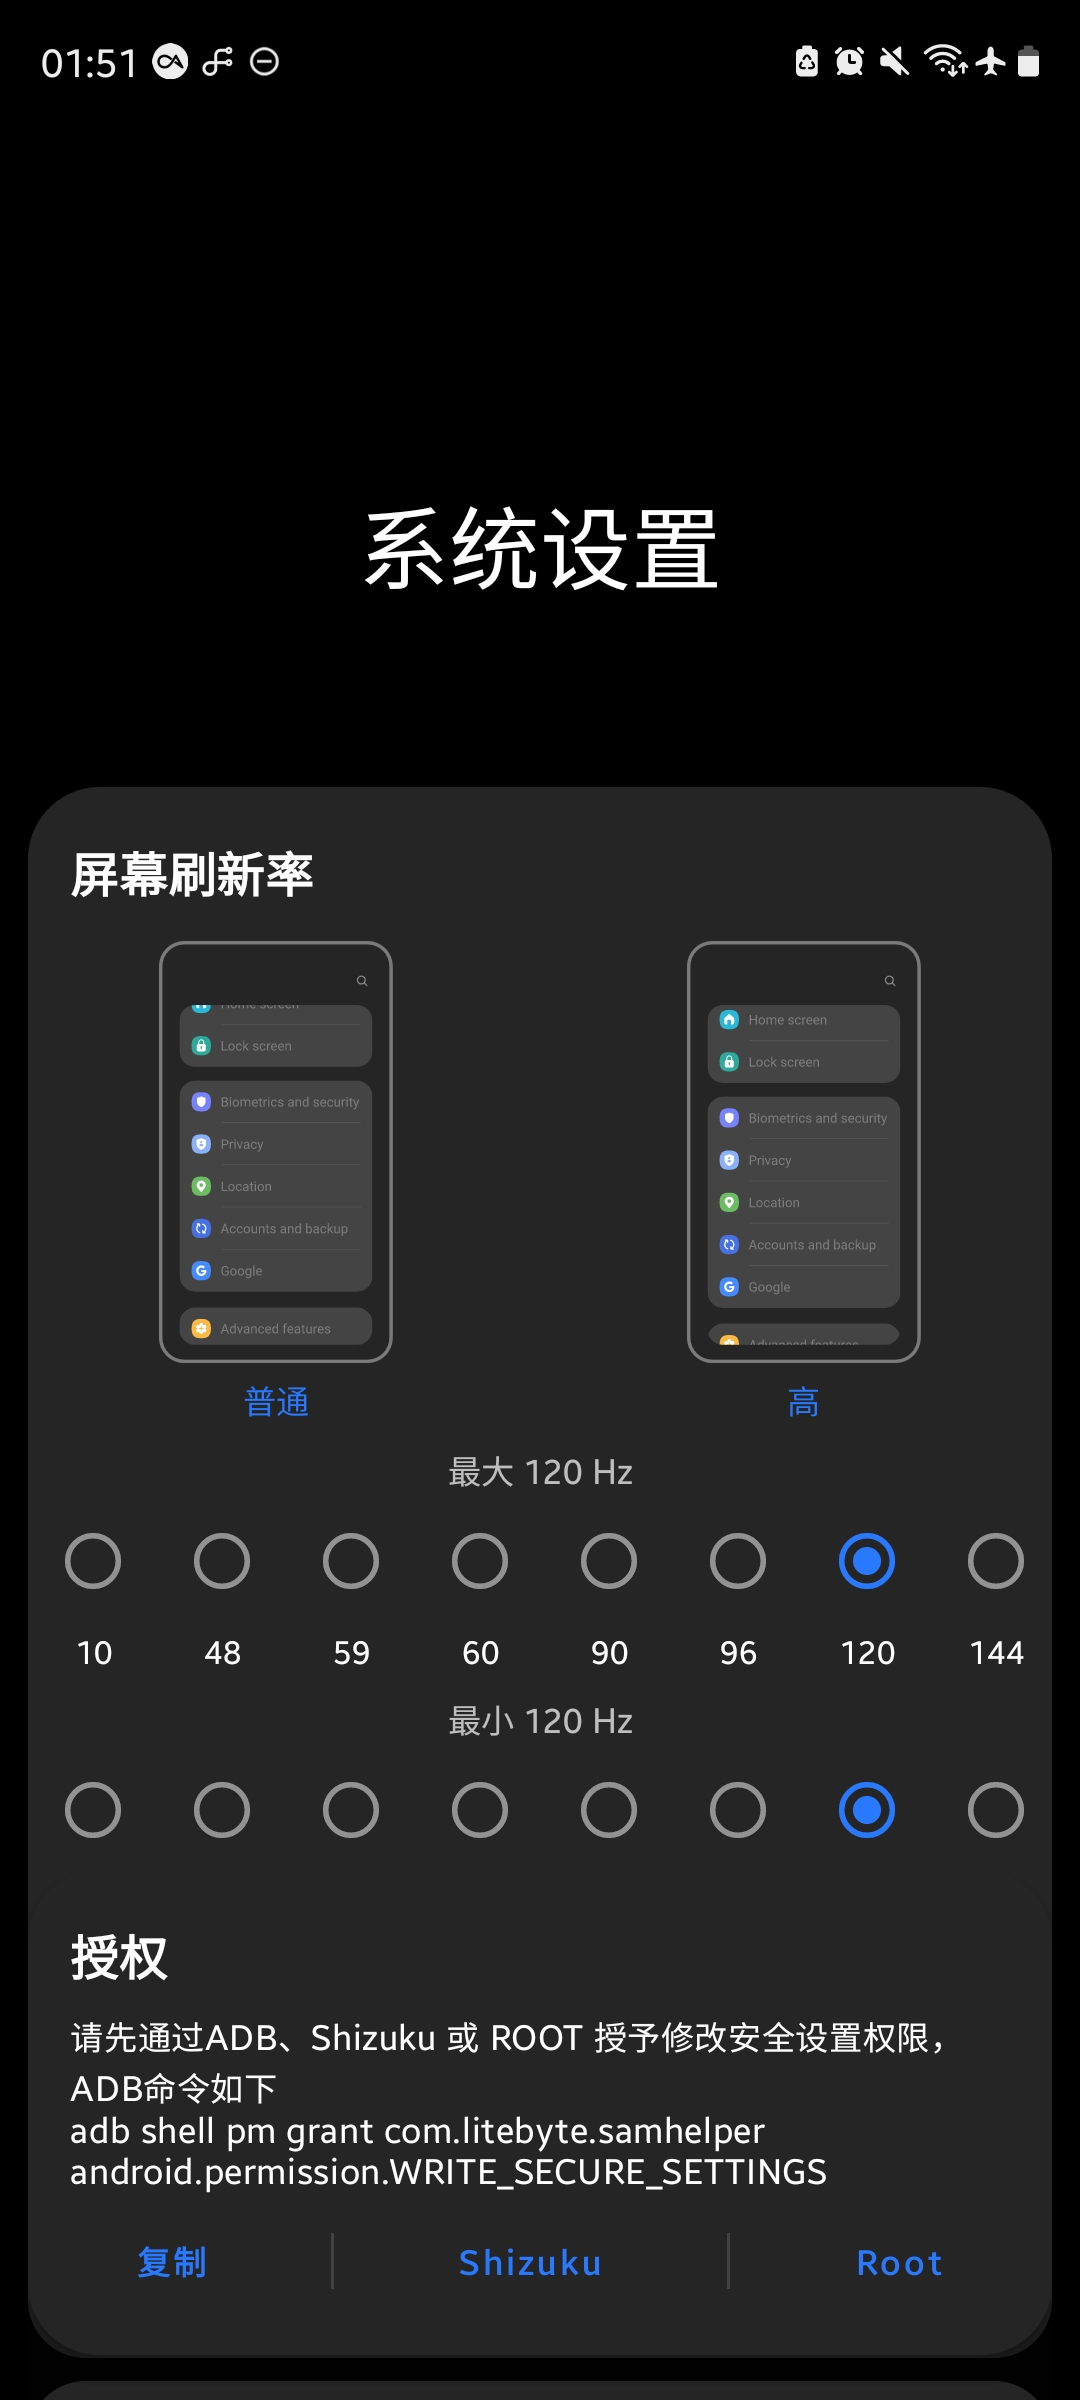 01:51
系统设置
屏幕刷新率
Home screen
Lock screen
Biometrics and security
Privacy
Location
Accounts and backup
Google
Advanced features
Home screen
Lock screen
Biometrics and security
Privacy
Location
Accounts and backup
Google
Advanced features
普通
高
最大 120 Hz
10 48 59 60 90 96 120 144
最小 120 Hz
授权
请先通过ADB、Shizuku 或 ROOT 授予修改安全设置权限，
ADB命令如下
adb shell pm grant com.litebyte.samhelper
android.permission.WRITE_SECURE_SETTINGS
复制 Shizuku Root